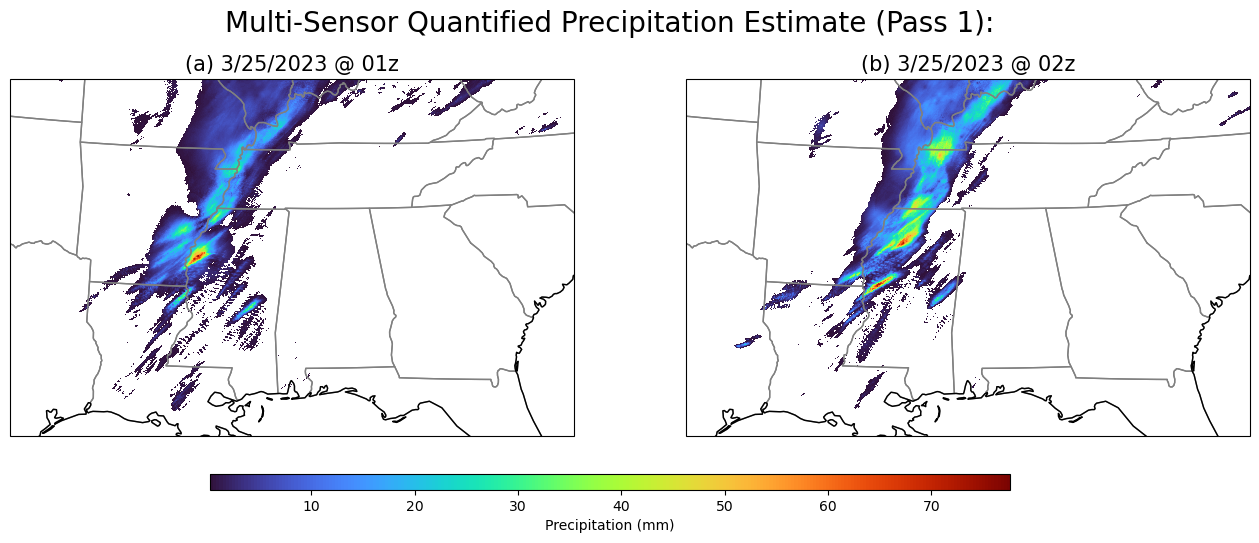 Multi-Sensor Quantified Precipitation Estimate (Pass 1):
(a) 3/25/2023 @ 01z
(b) 3/25/2023 @ 02z
10 20 30 40 50 60 70
Precipitation (mm)